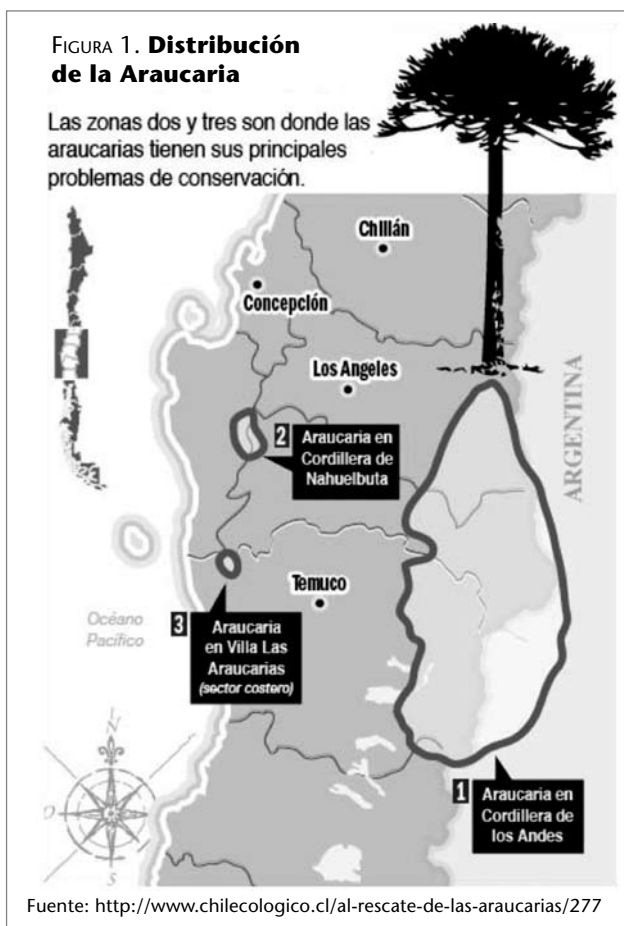 FIGURA 1. Distribución
de la Araucaria
Las zonas dos y tres son donde las
araucarias tienen sus principales
problemas de conservación.
Chillán
Concepción
Los Angeles
ARGENTINA
2 Araucaria en
Cordillera de
Nahuelbuta
Temuco
Océano
Pacífico
3 Araucaria
en Villa Las
Araucarias
(sector costero)
N
O
S
1 Araucaria en
Cordillera de
los Andes
Fuente: http://www.chilecologico.cl/al-rescate-de-las-araucarias/277